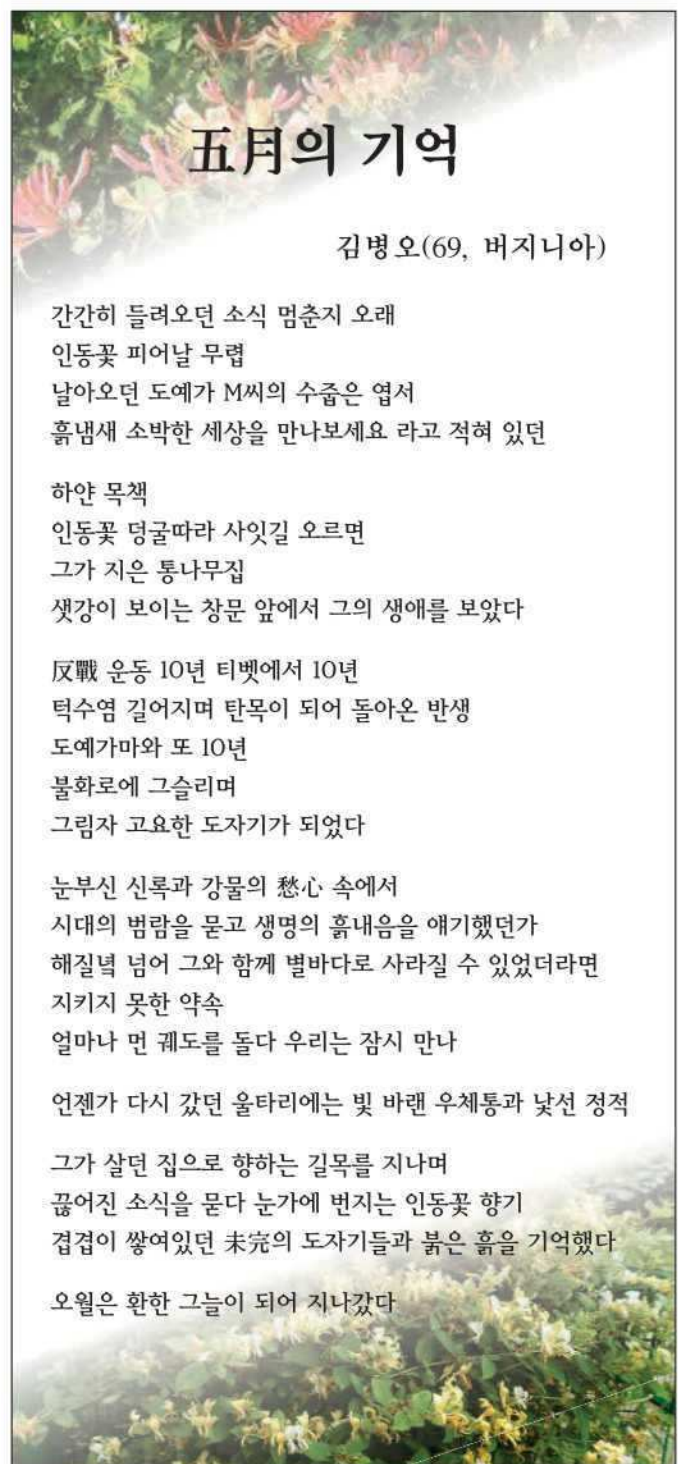 五月의 기억
김병오(69, 버지니아)
간간히 들려오던 소식 멈춘지 오래
인동꽃 피어날 무렵
날아오던 도예가 M씨의 수줍은 엽서
흙냄새 소박한 세상을 만나보세요 라고 적혀 있던
하얀 목책
인동꽃 덩굴따라 사잇길 오르면
그가 지은 통나무집
샛강이 보이는 창문 앞에서 그의 생애를 보았다
反戰 운동 10년 티벳에서 10년
턱수염 길어지며 탄목이 되어 돌아온 반생
도예가마와 또 10년
불화로에 그슬리며
그림자 고요한 도자기가 되었다
눈부신 신록과 강물의 愁心 속에서
시대의 범람을 묻고 생명의 흙내음을 얘기했던가
해질녘 넘어 그와 함께 별바다로 사라질 수 있었더라면
지키지 못한 약속
얼마나 먼 궤도를 돌다 우리는 잠시 만나
언젠가 다시 갔던 울타리에는 빛 바랜 우체통과 낯선 정적
그가 살던 집으로 향하는 길목를 지나며
끊어진 소식을 묻다 눈가에 번지는 인동꽃 향기
겹겹이 쌓여있던 未完의 도자기들과 붉은 흙을 기억했다
오월은 환한 그늘이 되어 지나갔다